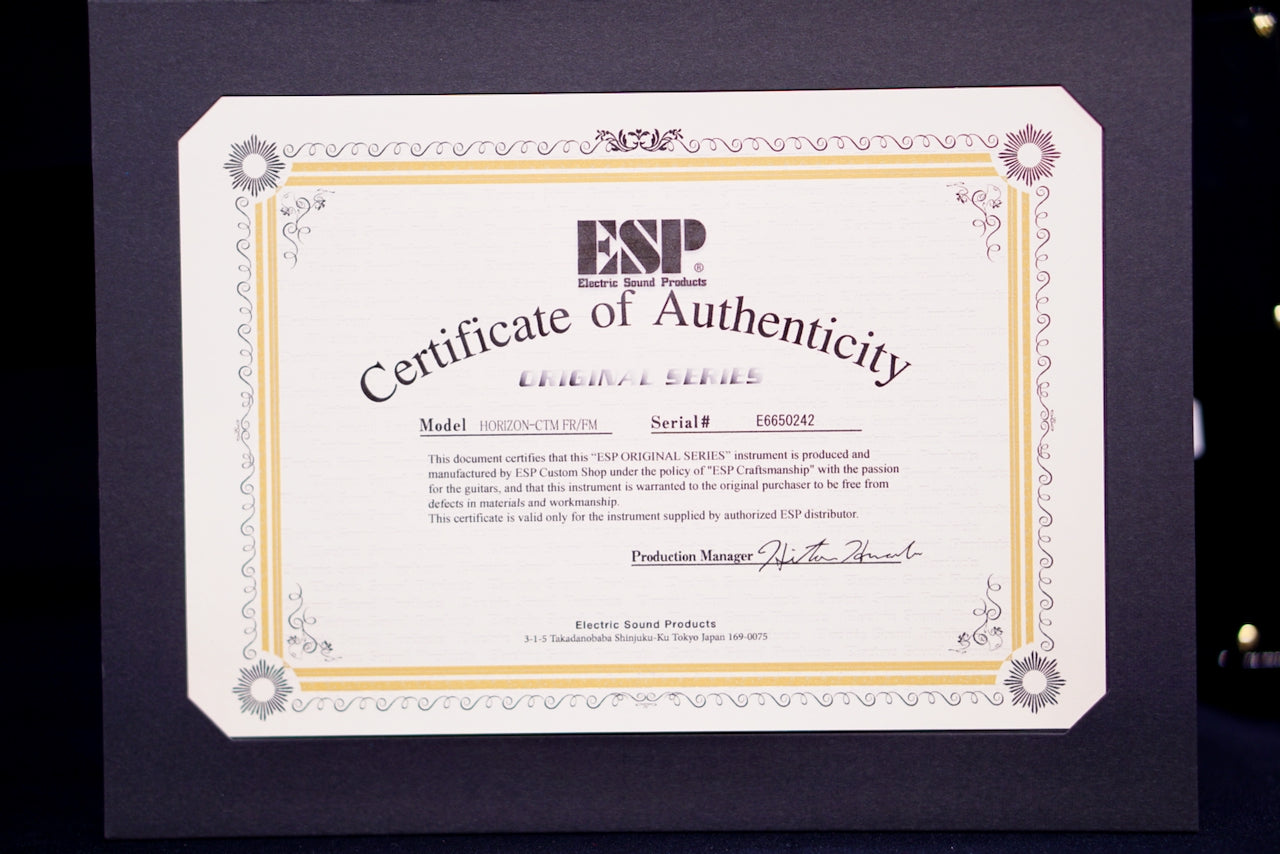 ESP®
Electric Sound Products
Certificate of Authenticity
ORIGINAL SERIES
Model HORIZON-CTM FR/FM Serial# E6650242
This document certifies that this “ESP ORIGINAL SERIES” instrument is produced and
manufactured by ESP Custom Shop under the policy of "ESP Craftsmanship" with the passion
for the guitars, and that this instrument is warranted to the original purchaser to be free from
defects in materials and workmanship.
This certificate is valid only for the instrument supplied by authorized ESP distributor.
Production Manager
Electric Sound Products
3-1-5 Takadanobaba Shinjuku-Ku Tokyo Japan 169-0075